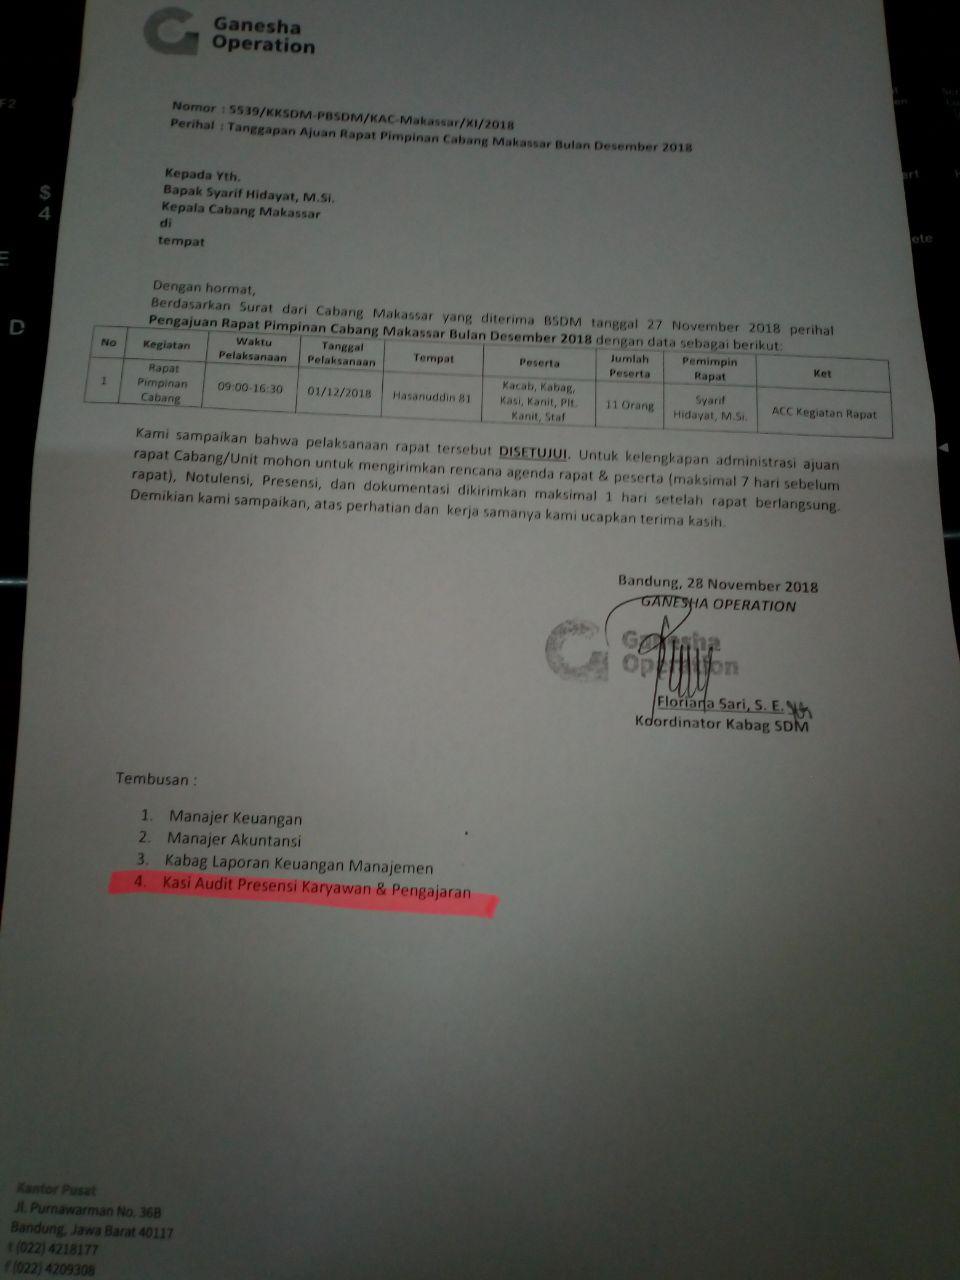 Ganesha
Operation
Nomor : 5539/KKSDM-PBSDM/KAC-Makassar/XI/2018
Perihal : Tanggapan Ajuan Rapat Pimpinan Cabang Makassar Bulan Desember 2018
Kepada Yth.
Bapak Syarif Hidayat, M.Si.
Kepala Cabang Makassar
di
tempat
Dengan hormat,
Berdasarkan Surat dari Cabang Makassar yang diterima BSDM tanggal 27 November 2018 perihal
Pengajuan Rapat Pimpinan Cabang Makassar Bulan Desember 2018 dengan data sebagai berikut:
No Kegiatan Waktu Pelaksanaan Tanggal Pelaksanaan Tempat Peserta Jumlah Peserta Pemimpin Rapat Ket
1 Rapat Pimpinan Cabang 09:00-16:30 01/12/2018 Hasanuddin 81 Kacab, Kabag, Kasi, Kanit, Plt. Kanit, Staf 11 Orang Syarif Hidayat, M.Si. ACC Kegiatan Rapat
Kami sampaikan bahwa pelaksanaan rapat tersebut DISETUJUI. Untuk kelengkapan administrasi ajuan
rapat Cabang/Unit mohon untuk mengirimkan rencana agenda rapat & peserta (maksimal 7 hari sebelum
rapat), Notulensi, Presensi, dan dokumentasi dikirimkan maksimal 1 hari setelah rapat berlangsung.
Demikian kami sampaikan, atas perhatian dan kerja samanya kami ucapkan terima kasih.
Bandung, 28 November 2018
GANESHA OPERATION
Ganesha
Operation
Floriana Sari, S. E.
Koordinator Kabag SDM
Tembusan :
1. Manajer Keuangan
2. Manajer Akuntansi
3. Kabag Laporan Keuangan Manajemen
4. Kasi Audit Presensi Karyawan & Pengajaran
Kantor Pusat
Jl. Purnawarman No. 36B
Bandung, Jawa Barat 40117
t (022) 4218177
f (022) 4209308
F2
$
4
E
D